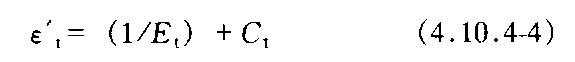 ε′ₜ = (1/Eₜ) + Cₜ (4.10.4-4)